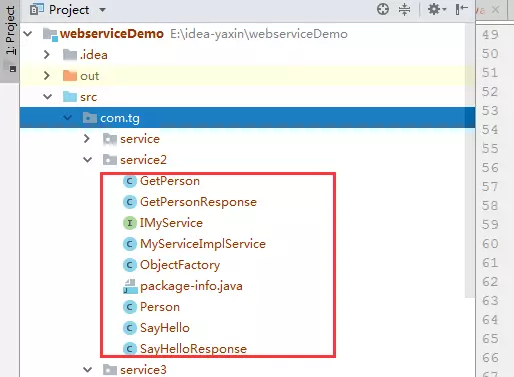 1: Project
Project
webserviceDemo E:\idea-yaxin\webserviceDemo
.idea
out
src
com.tg
service
service2
GetPerson
GetPersonResponse
IMyService
MyServiceImplService
ObjectFactory
package-info.java
Person
SayHello
SayHelloResponse
service3
49
50
51
52
53
54
55
56
57
58
59
60
61
62
63
64
65